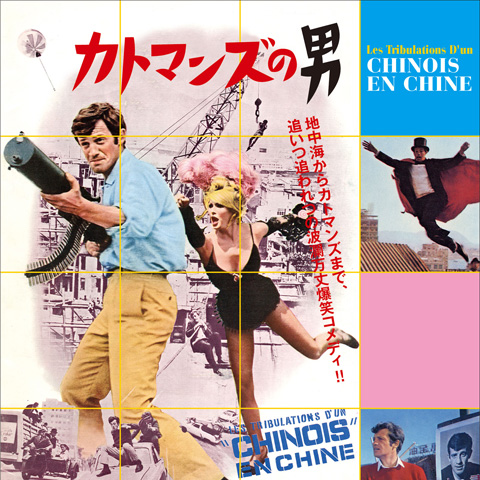 カトマンズの男
Les Tribulations D'un
CHINOIS
EN CHINE
地中海からカトマンズまで、
追いつ追われつの波瀾万丈爆笑コメディ!!
LES TRIBULATIONS D'UN
"CHINOIS"
EN CHINE